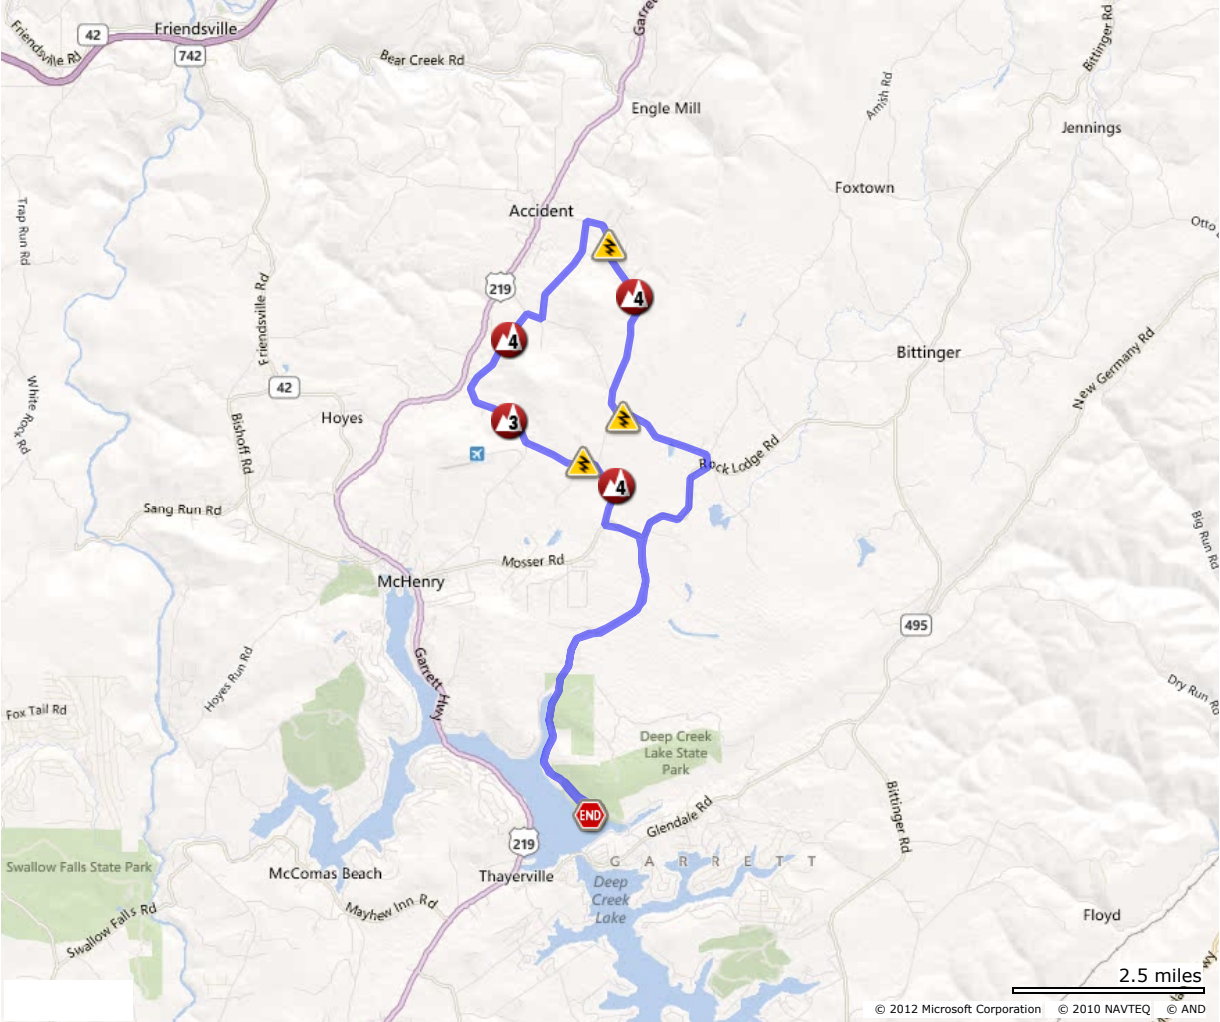 Garrett
42
Friendsville
Friendsville Rd
742
Bear Creek Rd
Bittinger Rd
Amish Rd
Engle Mill
Jennings
Foxtown
Accident
Trap Run Rd
Otto
219
Friendsville Rd
4
4
Bittinger
New Germany Rd
White Rock Rd
42
Hoyes
Bishoff Rd
3
Rock Lodge Rd
4
Sang Run Rd
Big Run Rd
Mosser Rd
McHenry
495
Hoyes Run Rd
Garrett Hwy
Dry Run Rd
Fox Tail Rd
Deep Creek
Lake State
Park
END
Glendale Rd
Bittinger Rd
219
GARRETT
Swallow Falls State Park
McComas Beach
Thayerville
Deep
Creek
Lake
Mayhew Inn Rd
Swallow Falls Rd
Floyd
2.5 miles
© 2012 Microsoft Corporation © 2010 NAVTEQ © AND